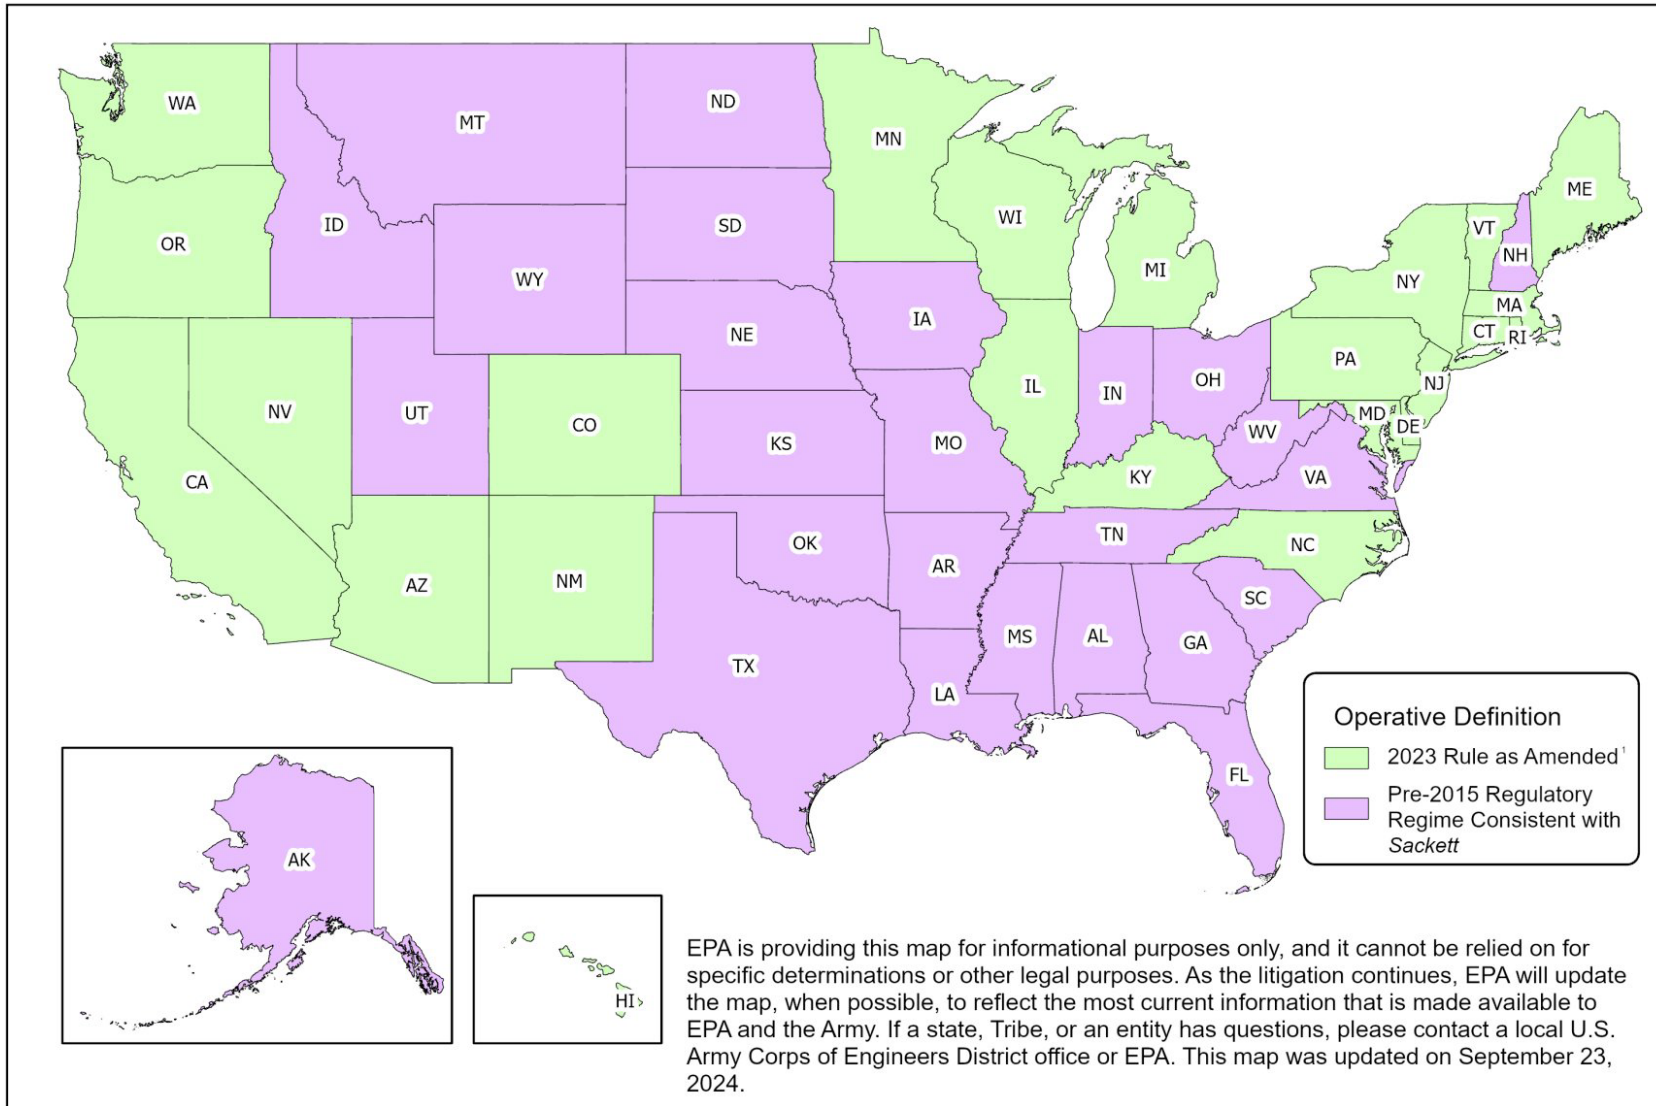 WA
MT
ND
MN
ME
OR
ID
SD
WI
VT
NH
WY
MI
NY
MA
CT
RI
NE
IA
PA
NJ
NV
UT
CO
IL
IN
OH
MD
DE
CA
KS
MO
WV
KY
VA
AZ
NM
OK
AR
TN
NC
SC
TX
LA
MS
AL
GA
FL
AK
HI
Operative Definition
2023 Rule as Amended¹
Pre-2015 Regulatory
Regime Consistent with
Sackett
EPA is providing this map for informational purposes only, and it cannot be relied on for
specific determinations or other legal purposes. As the litigation continues, EPA will update
the map, when possible, to reflect the most current information that is made available to
EPA and the Army. If a state, Tribe, or an entity has questions, please contact a local U.S.
Army Corps of Engineers District office or EPA. This map was updated on September 23,
2024.